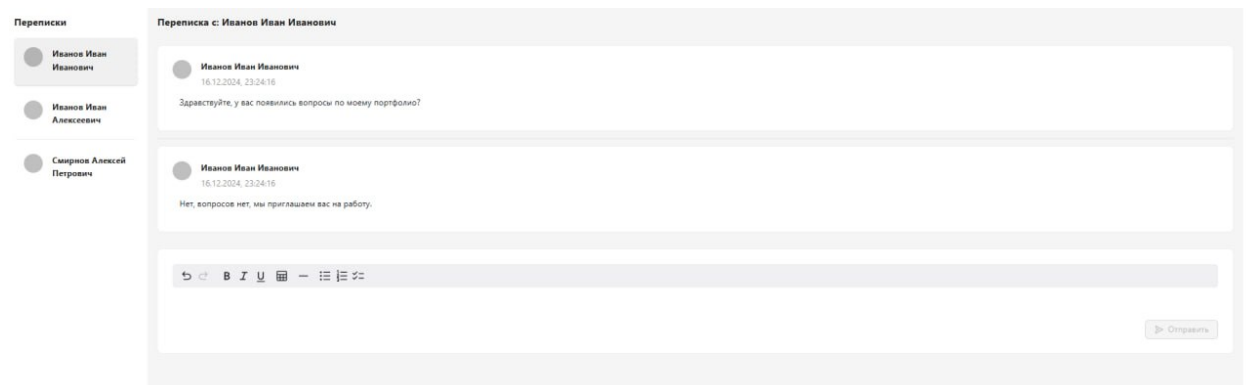 Переписки
Иванов Иван
Иванович
Иванов Иван
Алексеевич
Смирнов Алексей
Петрович
Переписка с: Иванов Иван Иванович
Иванов Иван Иванович
16.12.2024, 23:24:16
Здравствуйте, у вас появились вопросы по моему портфолио?
Иванов Иван Иванович
16.12.2024, 23:24:16
Нет, вопросов нет, мы приглашаем вас на работу.
B I U
Отправить